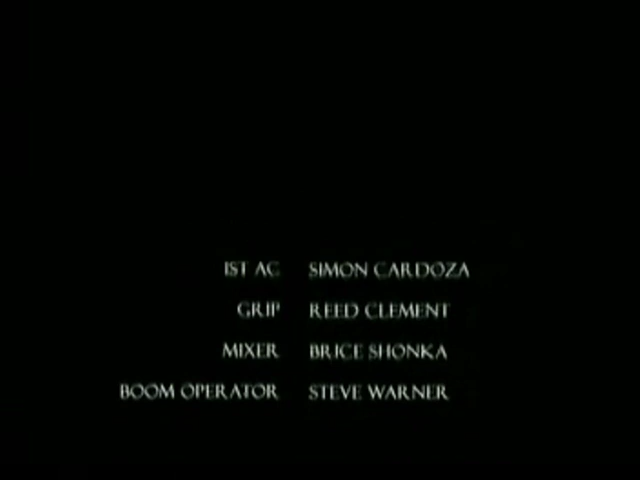 1ST AC SIMON CARDOZA
GRIP REED CLEMENT
MIXER BRICE SHONKA
BOOM OPERATOR STEVE WARNER